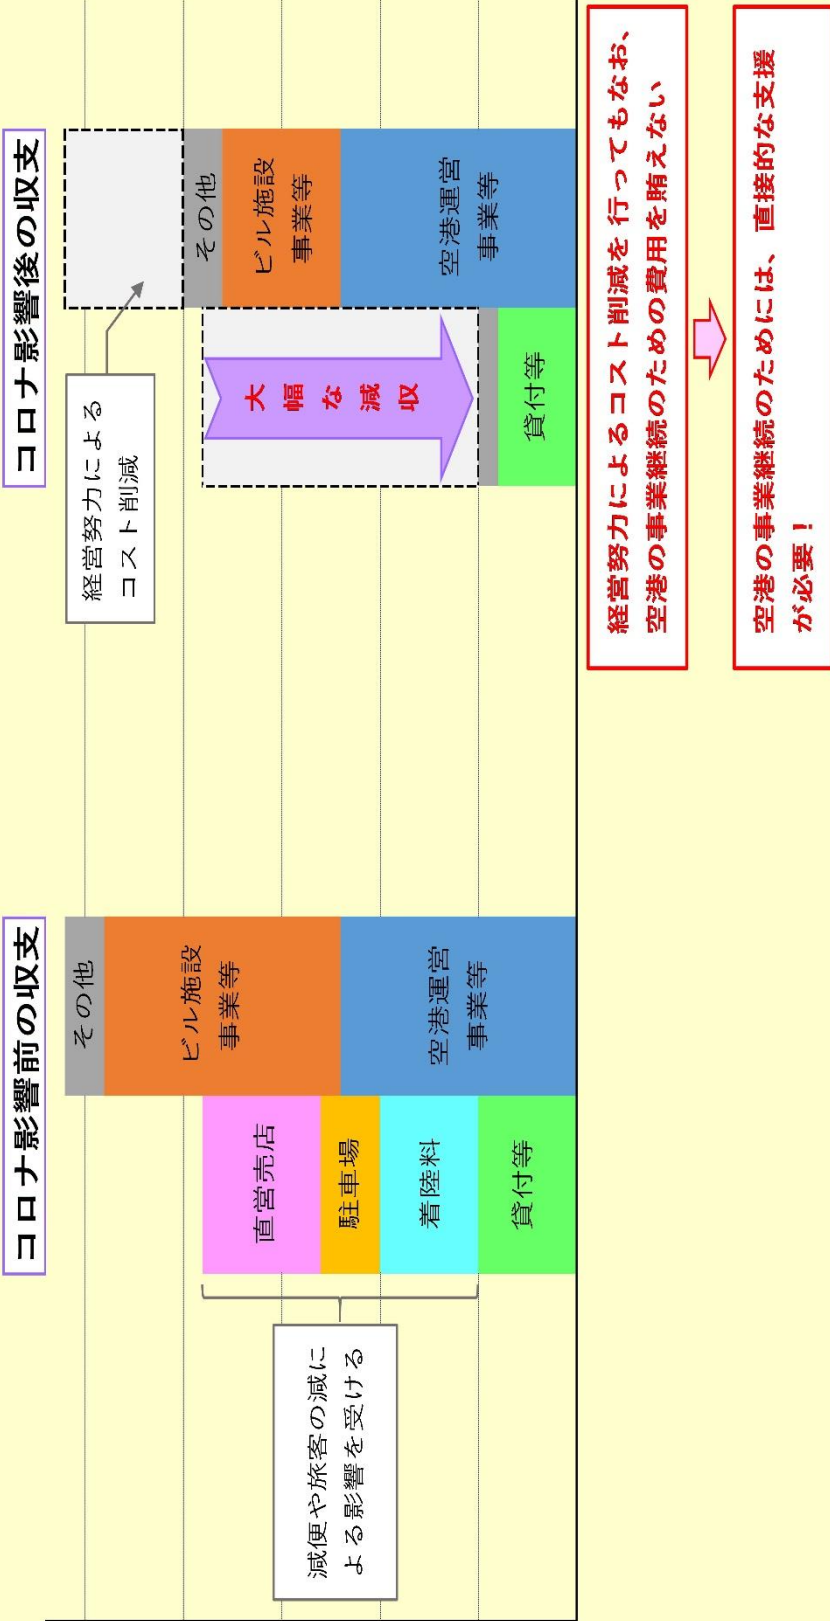 コロナ影響前の収支
その他
ビル施設
事業等
空港運営
事業等
直営売店
駐車場
着陸料
貸付等
減便や旅客の減に
よる影響を受ける
コロナ影響後の収支
経営努力による
コスト削減
その他
ビル施設
事業等
空港運営
事業等
大幅な減収
貸付等
経営努力によるコスト削減を行ってもなお、
空港の事業継続のための費用を賄えない
空港の事業継続のためには、直接的な支援
が必要！